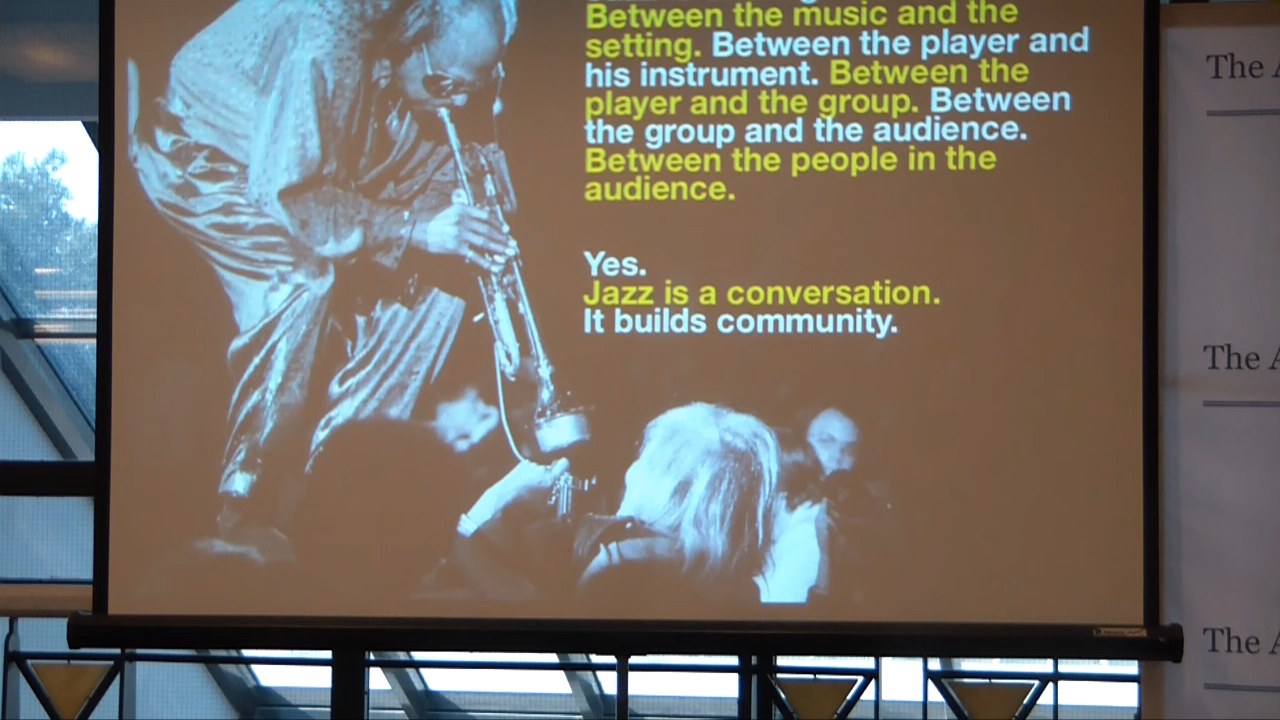 Between the music and the
setting. Between the player and
his instrument. Between the
player and the group. Between
the group and the audience.
Between the people in the
audience.
Yes.
Jazz is a conversation.
It builds community.
The
The
The